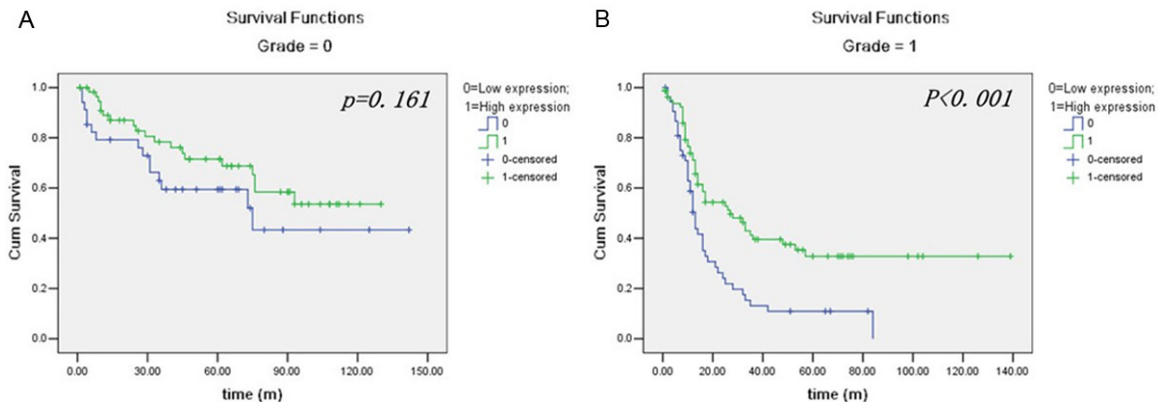 A
Survival Functions
Grade = 0
p=0. 161
0=Low expression;
1=High expression
0
1
0-censored
1-censored
Cum Survival
1.0
0.8
0.6
0.4
0.2
0.0
0.00 30.00 60.00 90.00 120.00 150.00
time (m)
B
Survival Functions
Grade = 1
P<0. 001
0=Low expression;
1=High expression
0
1
0-censored
1-censored
Cum Survival
1.0
0.8
0.6
0.4
0.2
0.0
0.00 20.00 40.00 60.00 80.00 100.00 120.00 140.00
time (m)